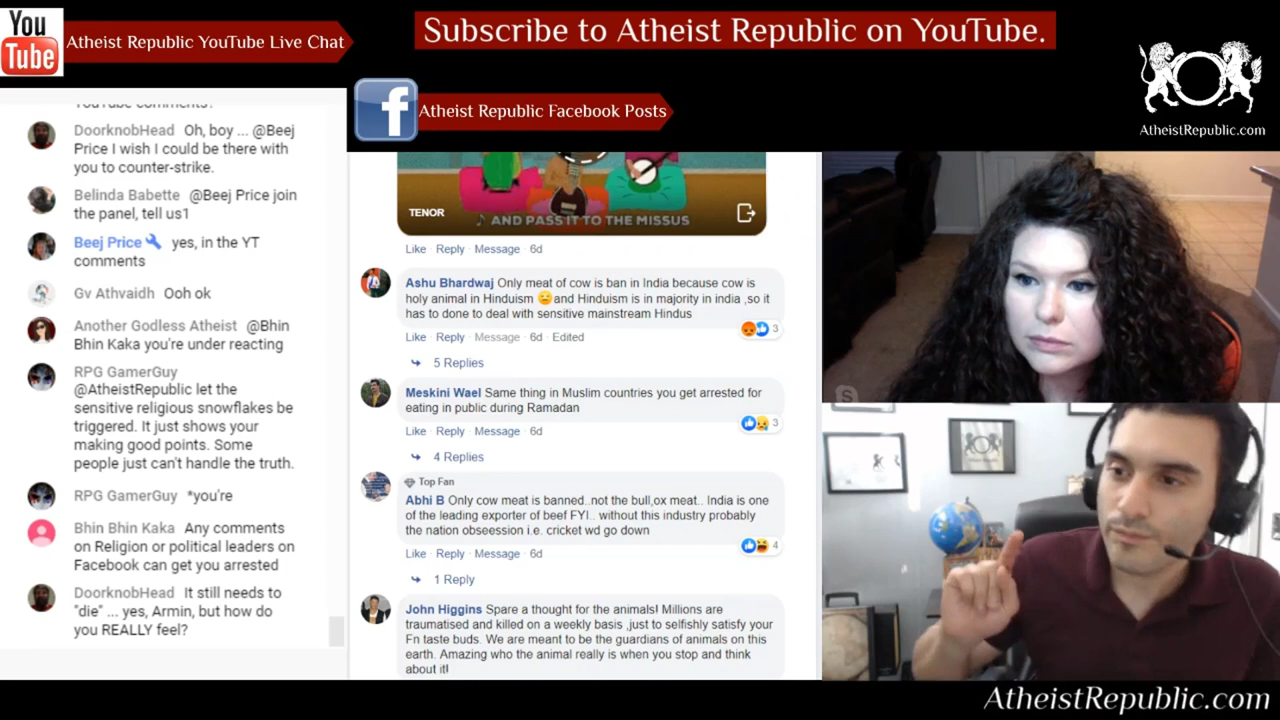 You
Tube
Atheist Republic YouTube Live Chat
Subscribe to Atheist Republic on YouTube.
AtheistRepublic.com
Atheist Republic Facebook Posts
YouTube comments?
DoorknobHead Oh, boy ... @Beej
Price I wish I could be there with
you to counter-strike.
Belinda Babette @Beej Price join
the panel, tell us1
Beej Price yes, in the YT
comments
Gv Athvaidh Ooh ok
Another Godless Atheist @Bhin
Bhin Kaka you're under reacting
RPG GamerGuy
@AtheistRepublic let the
sensitive religious snowflakes be
triggered. It just shows your
making good points. Some
people just can't handle the truth.
RPG GamerGuy *you're
Bhin Bhin Kaka Any comments
on Religion or political leaders on
Facebook can get you arrested
DoorknobHead It still needs to
"die" ... yes, Armin, but how do
you REALLY feel?
TENOR
♪ AND PASS IT TO THE MISSUS
Like · Reply · Message · 6d
Ashu Bhardwaj Only meat of cow is ban in India because cow is
holy animal in Hinduism 😑and Hinduism is in majority in india ,so it
has to done to deal with sensitive mainstream Hindus
3
Like · Reply · Message · 6d · Edited
5 Replies
Meskini Wael Same thing in Muslim countries you get arrested for
eating in public during Ramadan
3
Like · Reply · Message · 6d
4 Replies
Top Fan
Abhi B Only cow meat is banned..not the bull,ox meat.. India is one
of the leading exporter of beef FYI.. without this industry probably
the nation obseession i.e. cricket wd go down
4
Like · Reply · Message · 6d
1 Reply
John Higgins Spare a thought for the animals! Millions are
traumatised and killed on a weekly basis ,just to selfishly satisfy your
Fn taste buds. We are meant to be the guardians of animals on this
earth. Amazing who the animal really is when you stop and think
about it!
AtheistRepublic.com